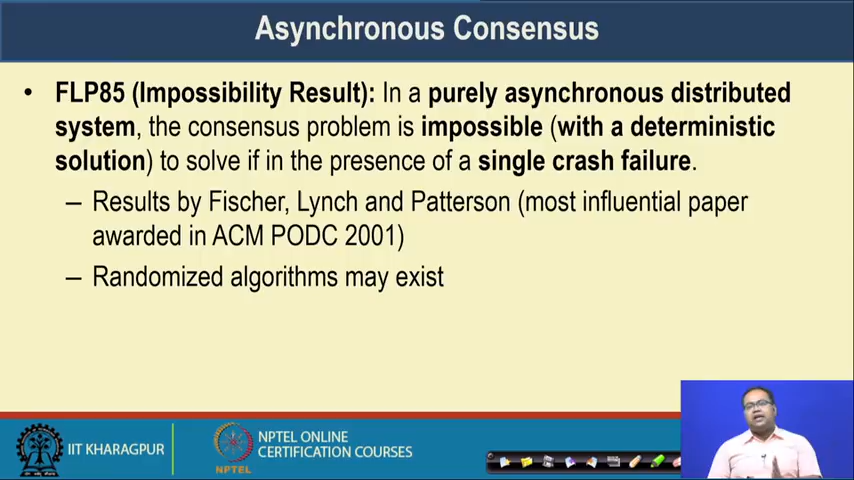 Asynchronous Consensus
• FLP85 (Impossibility Result): In a purely asynchronous distributed
system, the consensus problem is impossible (with a deterministic
solution) to solve if in the presence of a single crash failure.
– Results by Fischer, Lynch and Patterson (most influential paper
awarded in ACM PODC 2001)
– Randomized algorithms may exist
IIT KHARAGPUR
NPTEL
NPTEL ONLINE
CERTIFICATION COURSES